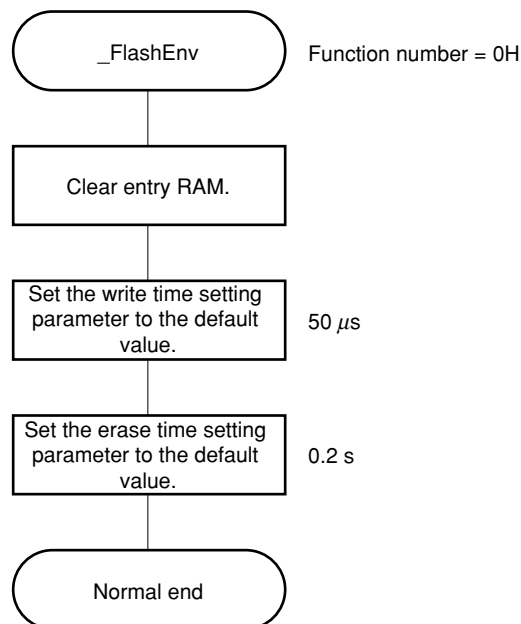 _FlashEnv
Function number = 0H
Clear entry RAM.
Set the write time setting
parameter to the default
value.
50 μs
Set the erase time setting
parameter to the default
value.
0.2 s
Normal end